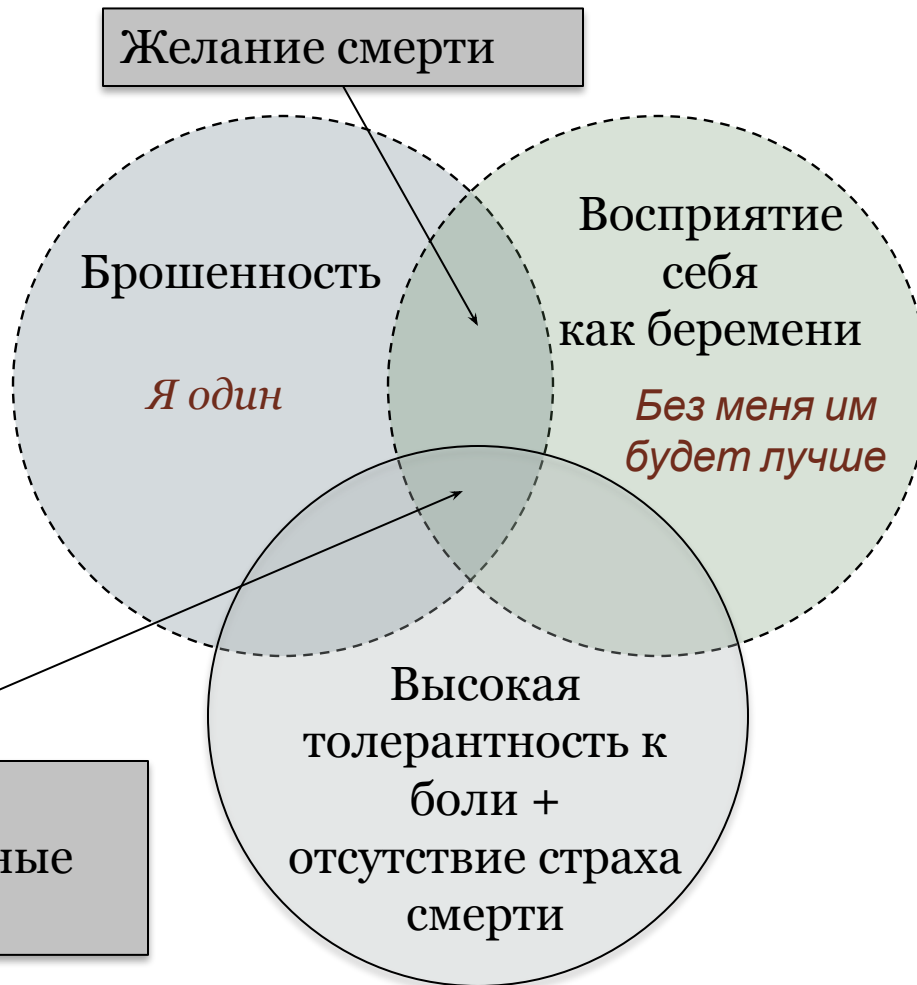 Желание смерти
Брошенность
Я один
Восприятие
себя
как беремени
Без меня им
будет лучше
Высокая
толерантность к
боли +
отсутствие страха
смерти
ные